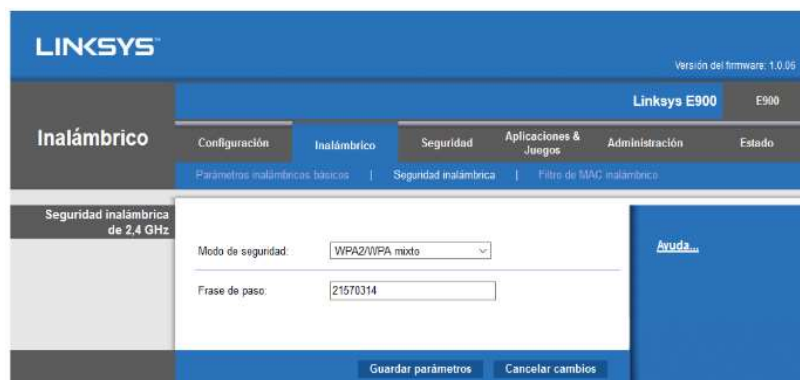 LINKSYS™
Versión del firmware: 1.0.06
Linksys E900 E900
Inalámbrico
Configuración Inalámbrico Seguridad Aplicaciones & Juegos Administración Estado
Parámetros inalámbricos básicos | Seguridad inalámbrica | Filtro de MAC inalámbrico
Seguridad inalámbrica
de 2,4 GHz
Modo de seguridad: WPA2/WPA mixto
Frase de paso: 21570314
Ayuda...
Guardar parámetros Cancelar cambios